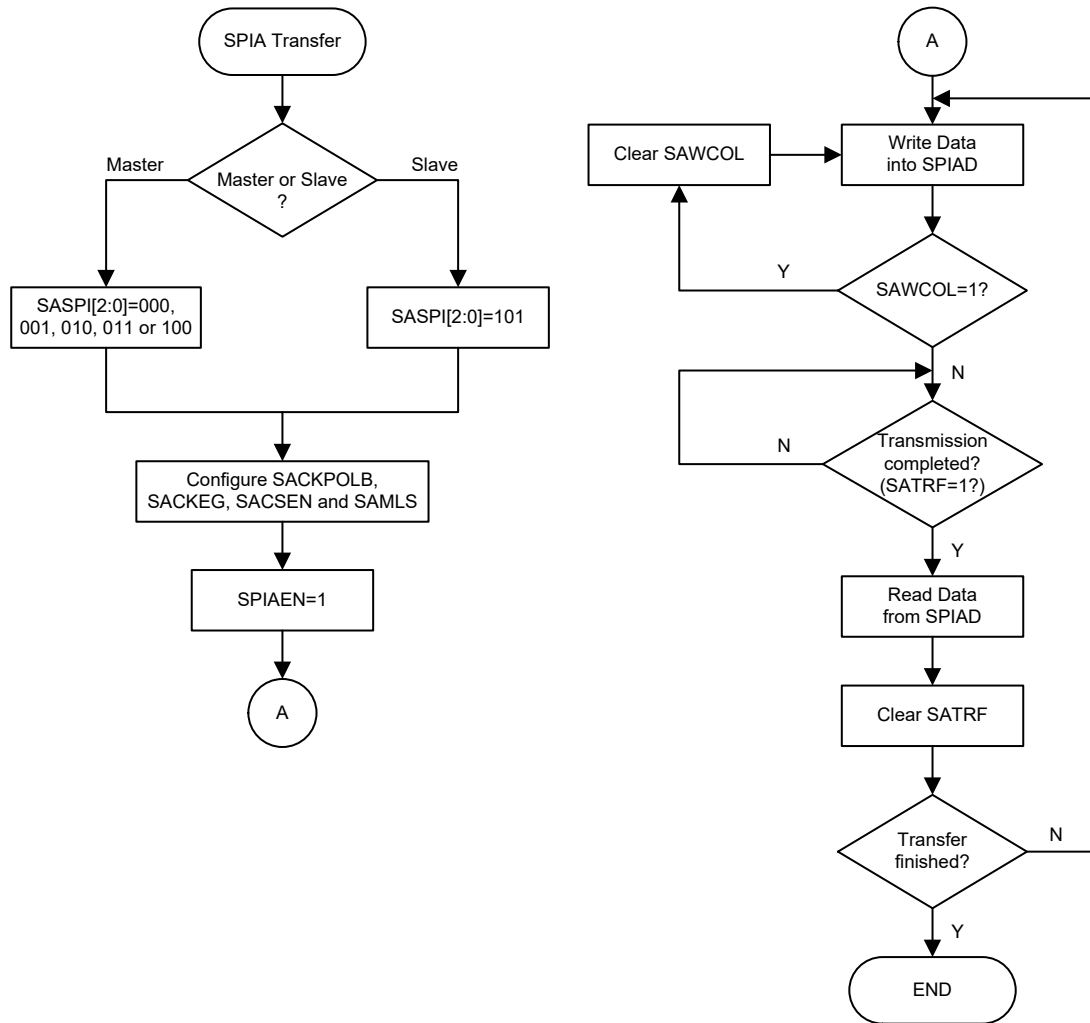 SPIA Transfer
Master or Slave
?
Master
Slave
SASPI[2:0]=000,
001, 010, 011 or 100
SASPI[2:0]=101
Configure SACKPOLB,
SACKEG, SACSEN and SAMLS
SPIAEN=1
A
A
Write Data
into SPIAD
Clear SAWCOL
SAWCOL=1?
Y
N
Transmission
completed?
(SATRF=1?)
N
Y
Read Data
from SPIAD
Clear SATRF
Transfer
finished?
N
Y
END